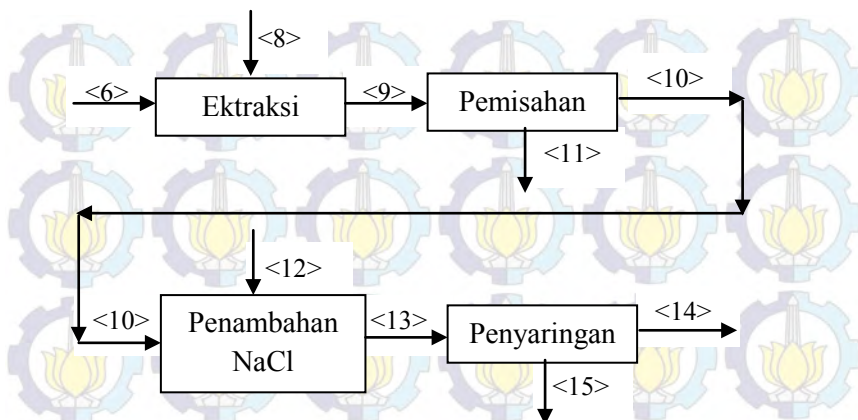 <8>
<6>
Ektraksi
<9>
Pemisahan
<10>
<11>
<12>
<10>
Penambahan
NaCl
<13>
Penyaringan
<14>
<15>